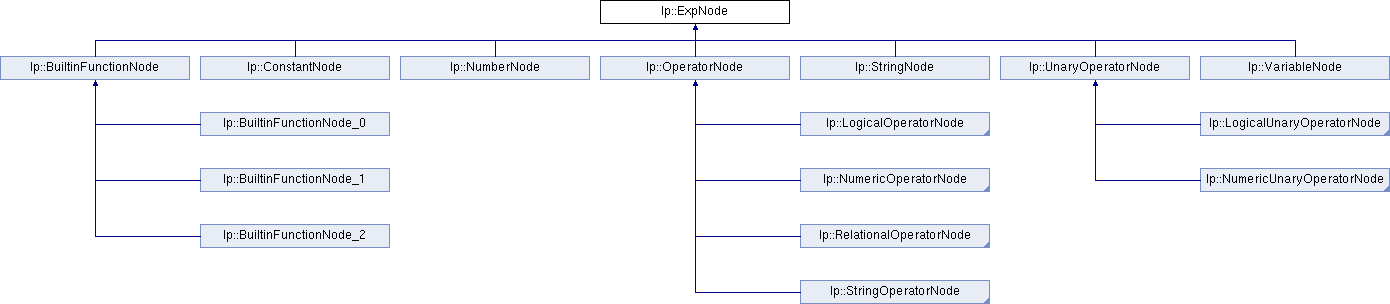 lp::ExpNode
lp::BuiltinFunctionNode
lp::ConstantNode
lp::NumberNode
lp::OperatorNode
lp::StringNode
lp::UnaryOperatorNode
lp::VariableNode
lp::BuiltinFunctionNode_0
lp::LogicalOperatorNode
lp::LogicalUnaryOperatorNode
lp::BuiltinFunctionNode_1
lp::NumericOperatorNode
lp::NumericUnaryOperatorNode
lp::BuiltinFunctionNode_2
lp::RelationalOperatorNode
lp::StringOperatorNode